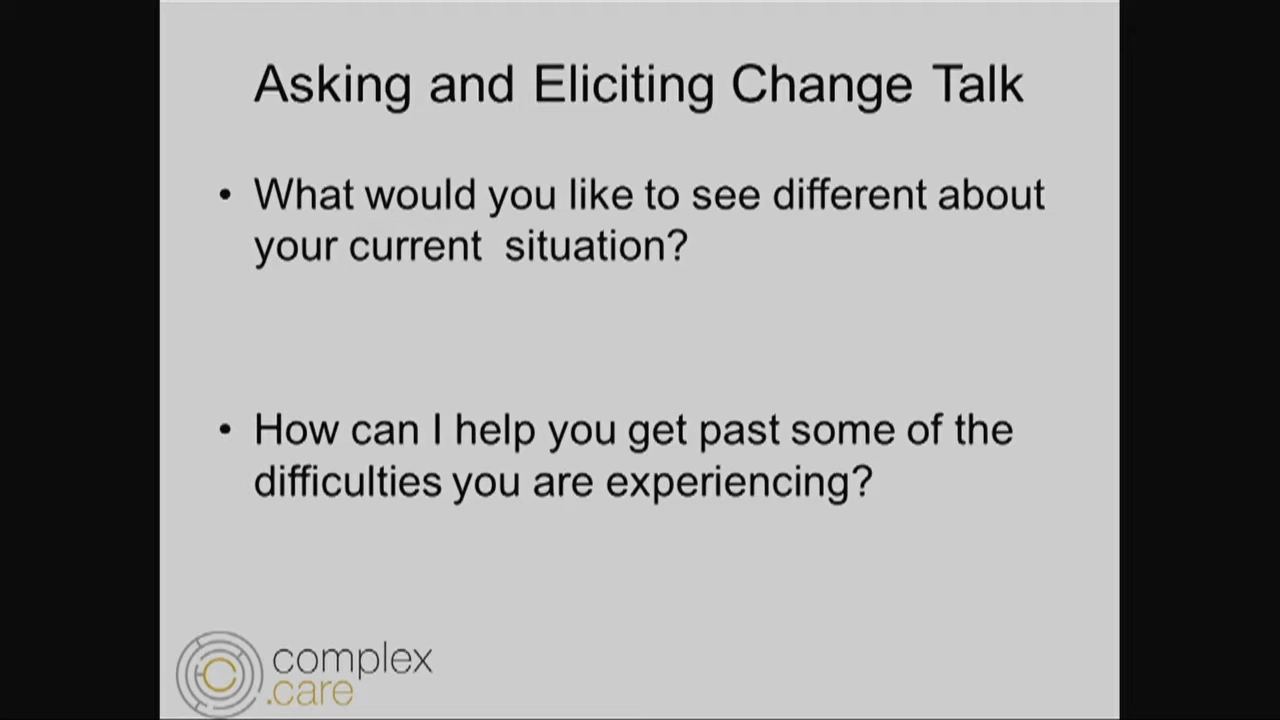 Asking and Eliciting Change Talk
• What would you like to see different about
your current  situation?
• How can I help you get past some of the
difficulties you are experiencing?
complex
.care